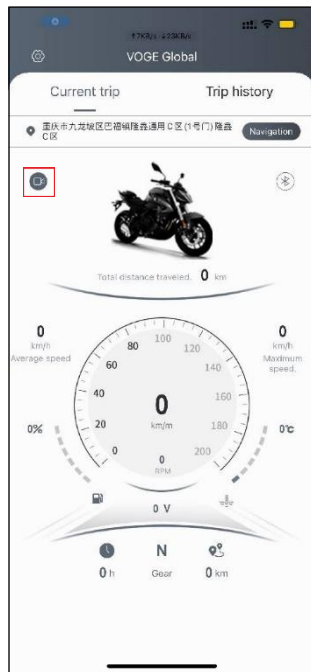 ↑7KB/s ↓23KB/s
VOGE Global
Current trip
Trip history
重庆市九龙坡区巴福镇隆鑫通用C区(1号门)隆鑫
C区
Navigation
Total distance traveled. 0 km
0
km/h
Average speed
0
km/h
Maximum
speed.
0 20 40 60 80 100 120 140 160 180 200
0
km/m
0
RPM
0%
0℃
0 V
N
0 h
Gear
0 km